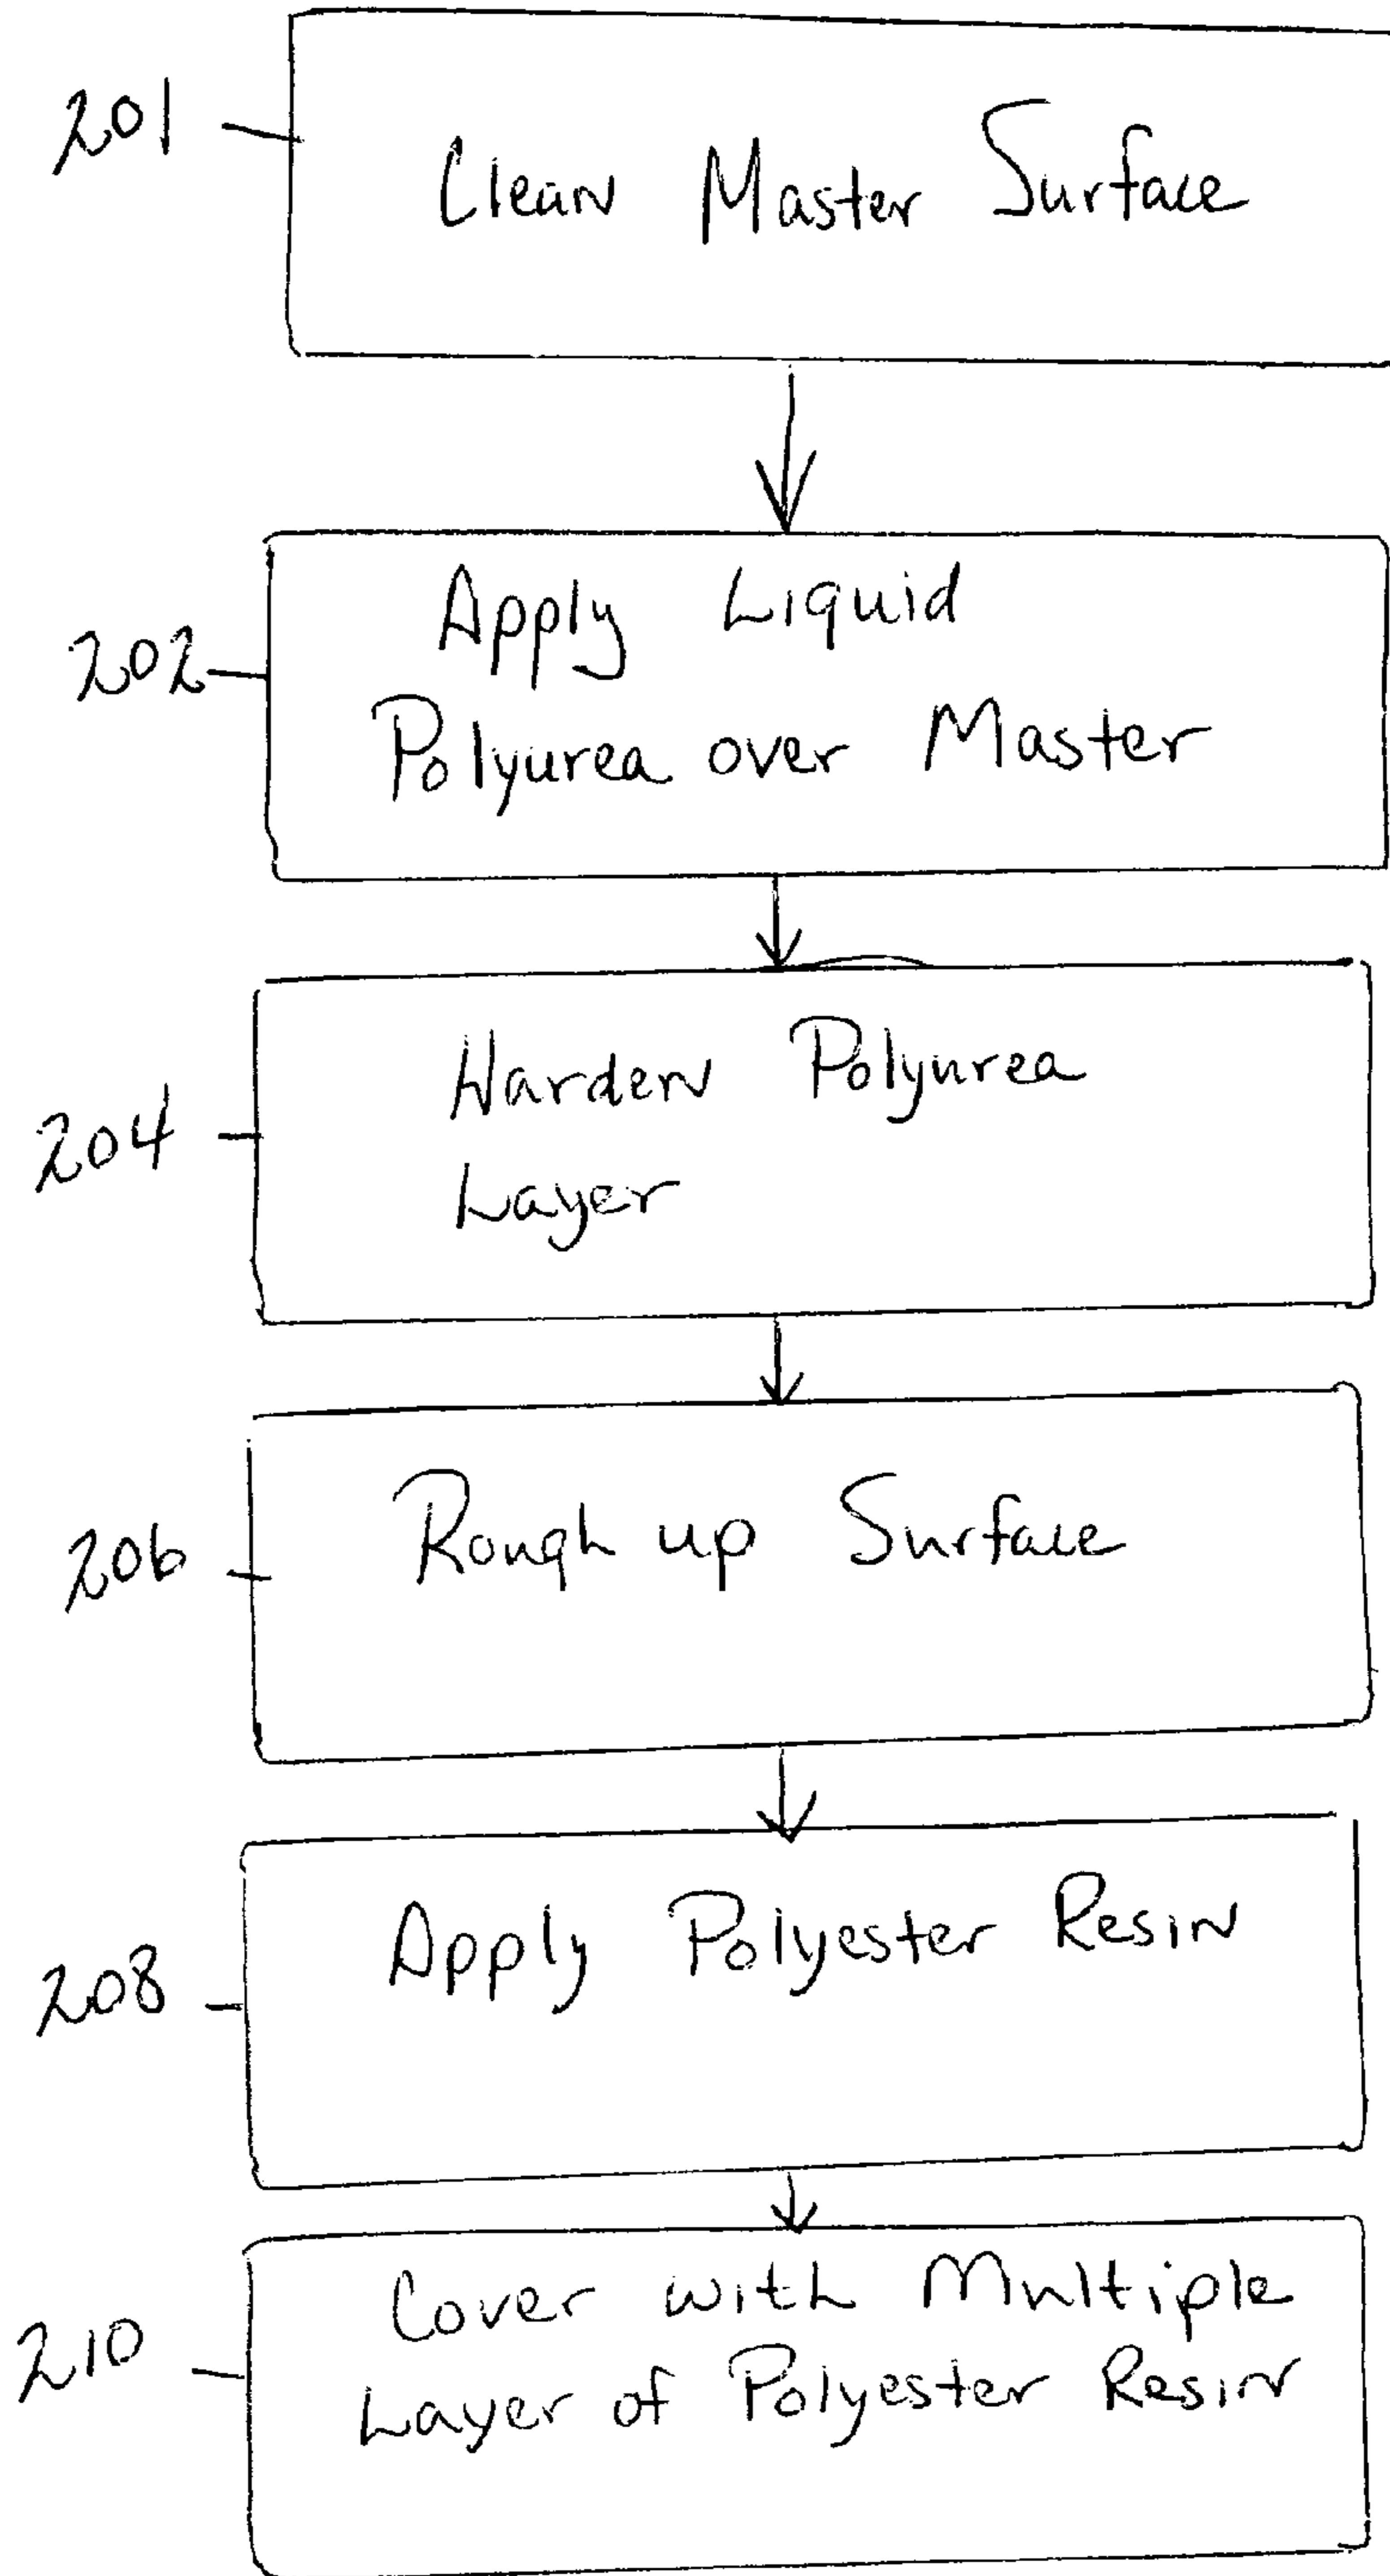 201
Clean Master Surface
202
Apply Liquid
Polyurea over Master
204
Harden Polyurea
Layer
206
Rough up Surface
208
Apply Polyester Resin
210
Cover with Multiple
Layer of Polyester Resin